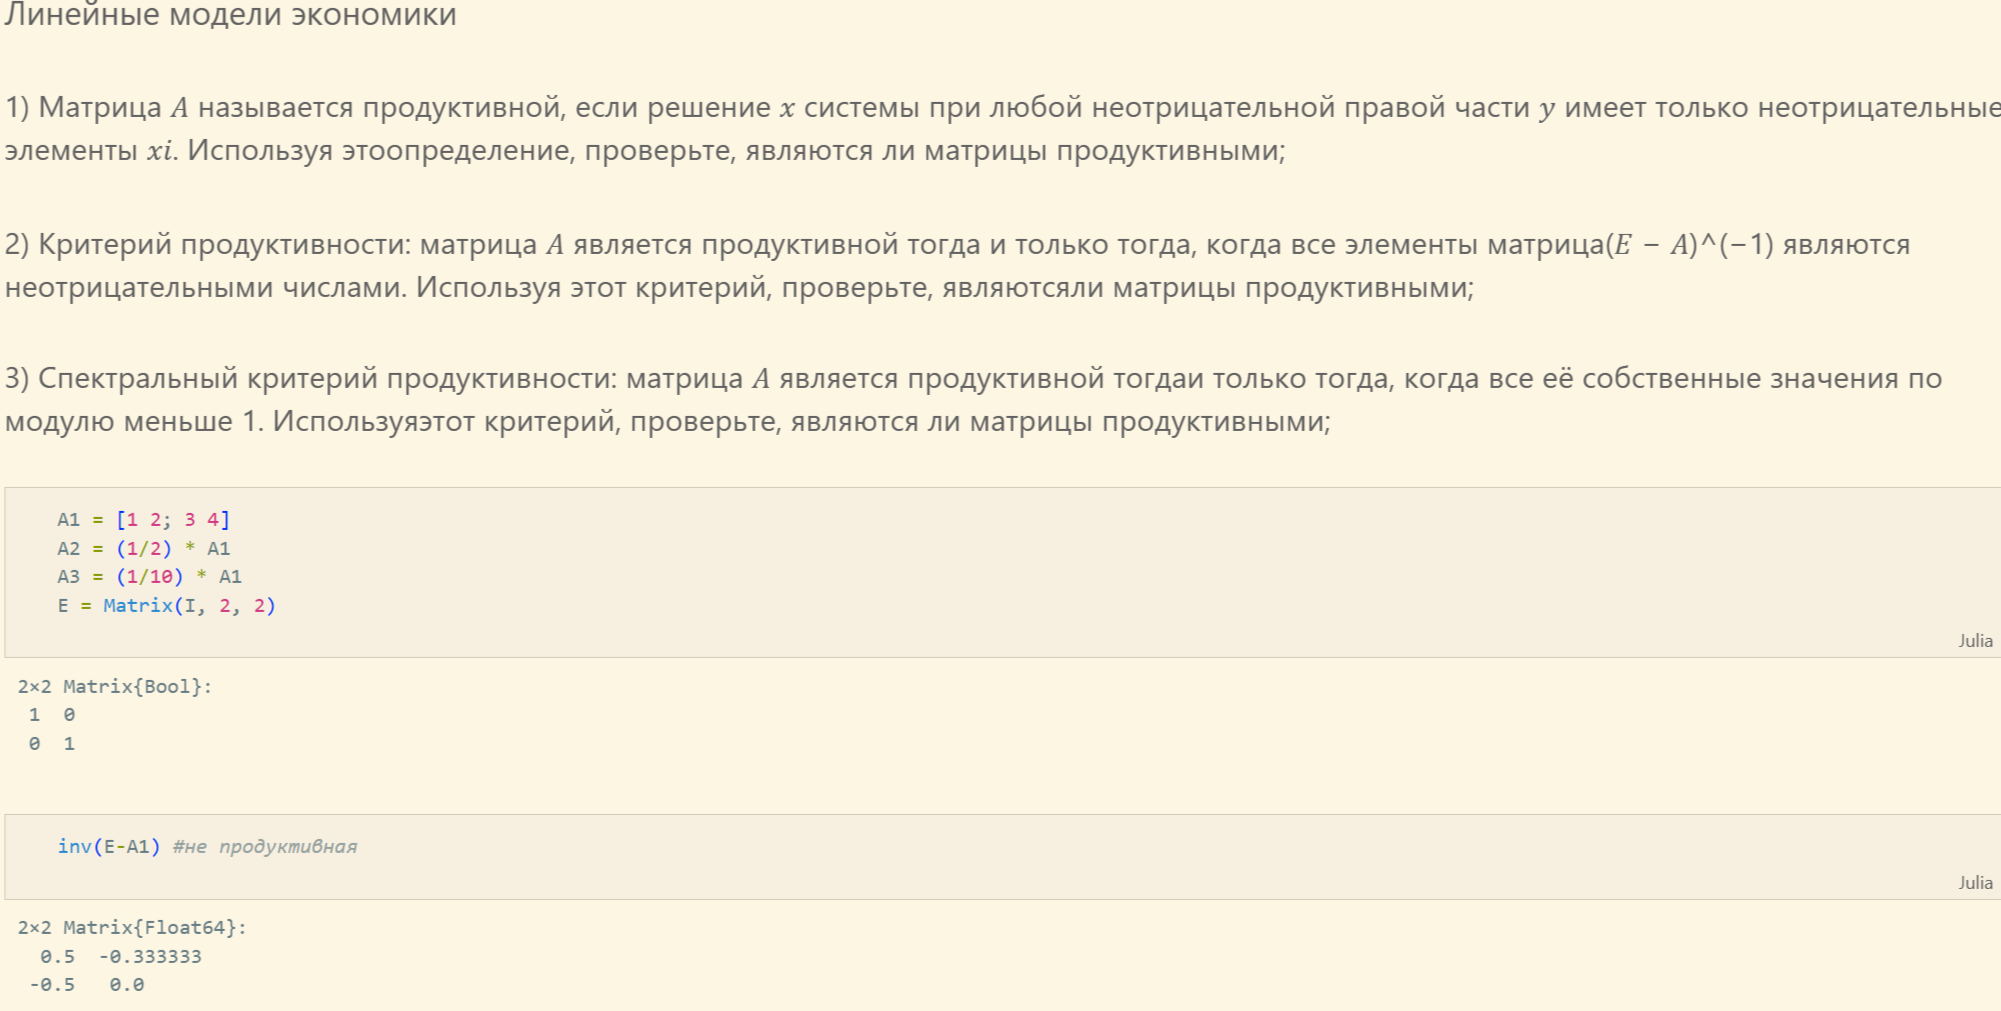 Линейные модели экономики
1) Матрица A называется продуктивной, если решение x системы при любой неотрицательной правой части y имеет только неотрицательные
элементы xi. Используя этоопределение, проверьте, являются ли матрицы продуктивными;
2) Критерий продуктивности: матрица A является продуктивной тогда и только тогда, когда все элементы матрица(E − A)^(−1) являются
неотрицательными числами. Используя этот критерий, проверьте, являютсяли матрицы продуктивными;
3) Спектральный критерий продуктивности: матрица A является продуктивной тогдаи только тогда, когда все её собственные значения по
модулю меньше 1. Используяэтот критерий, проверьте, являются ли матрицы продуктивными;
A1 = [1 2; 3 4]
A2 = (1/2) * A1
A3 = (1/10) * A1
E = Matrix(I, 2, 2)
Julia
2×2 Matrix{Bool}:
1 0
0 1
inv(E-A1) #не продуктивная
Julia
2×2 Matrix{Float64}:
0.5 -0.333333
-0.5 0.0